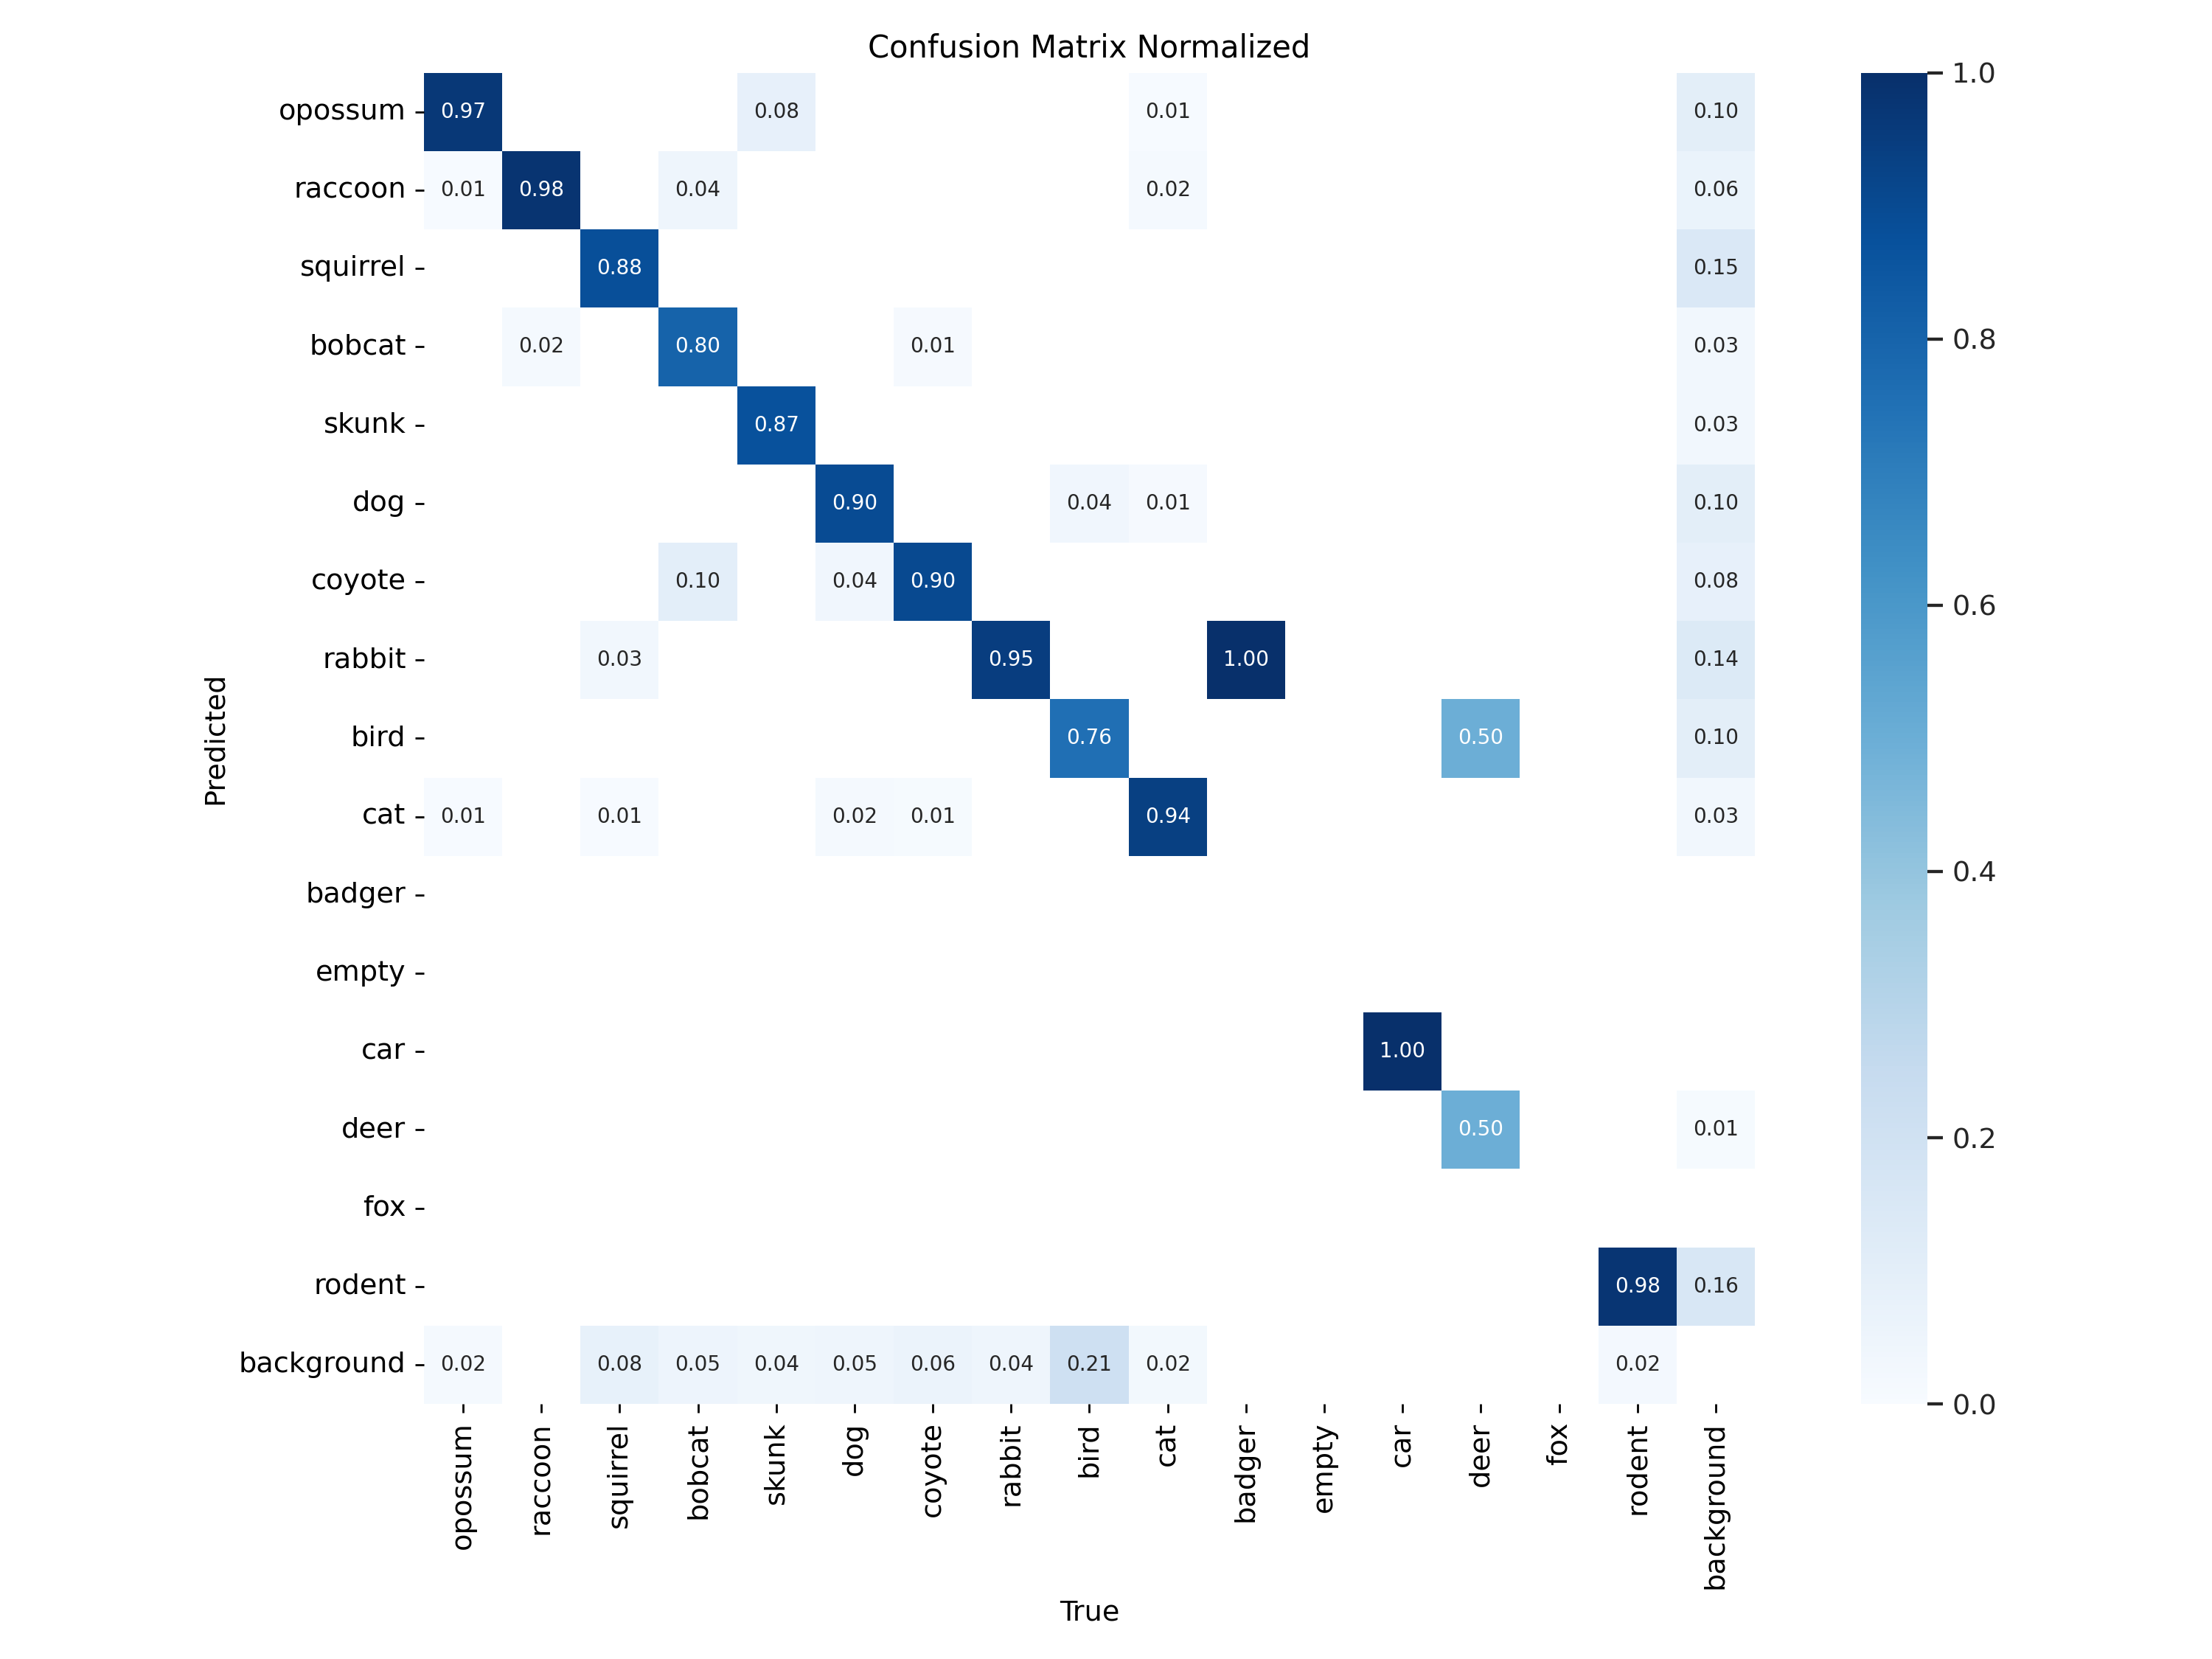 Confusion Matrix Normalized
opossum 0.97 0.08 0.01 0.10 1.0
raccoon 0.01 0.98 0.04 0.02 0.06
squirrel 0.88 0.15
bobcat 0.02 0.80 0.01 0.03 0.8
skunk 0.87 0.03
dog 0.90 0.04 0.01 0.10
coyote 0.10 0.04 0.90 0.08 0.6
rabbit 0.03 0.95 1.00 0.14
Predicted
bird 0.76 0.50 0.10
cat 0.01 0.01 0.02 0.01 0.94 0.03
badger 0.4
empty
car 1.00
deer 0.50 0.01 0.2
fox
rodent 0.98 0.16
background 0.02 0.08 0.05 0.04 0.05 0.06 0.04 0.21 0.02 0.02 0.0
opossum raccoon squirrel bobcat skunk dog coyote rabbit bird cat badger empty car deer fox rodent background
True